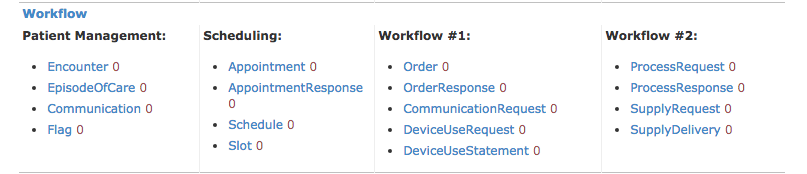 Workflow
Patient Management:
Encounter 0
EpisodeOfCare 0
Communication 0
Flag 0
Scheduling:
Appointment 0
AppointmentResponse
0
Schedule 0
Slot 0
Workflow #1:
Order 0
OrderResponse 0
CommunicationRequest 0
DeviceUseRequest 0
DeviceUseStatement 0
Workflow #2:
ProcessRequest 0
ProcessResponse 0
SupplyRequest 0
SupplyDelivery 0